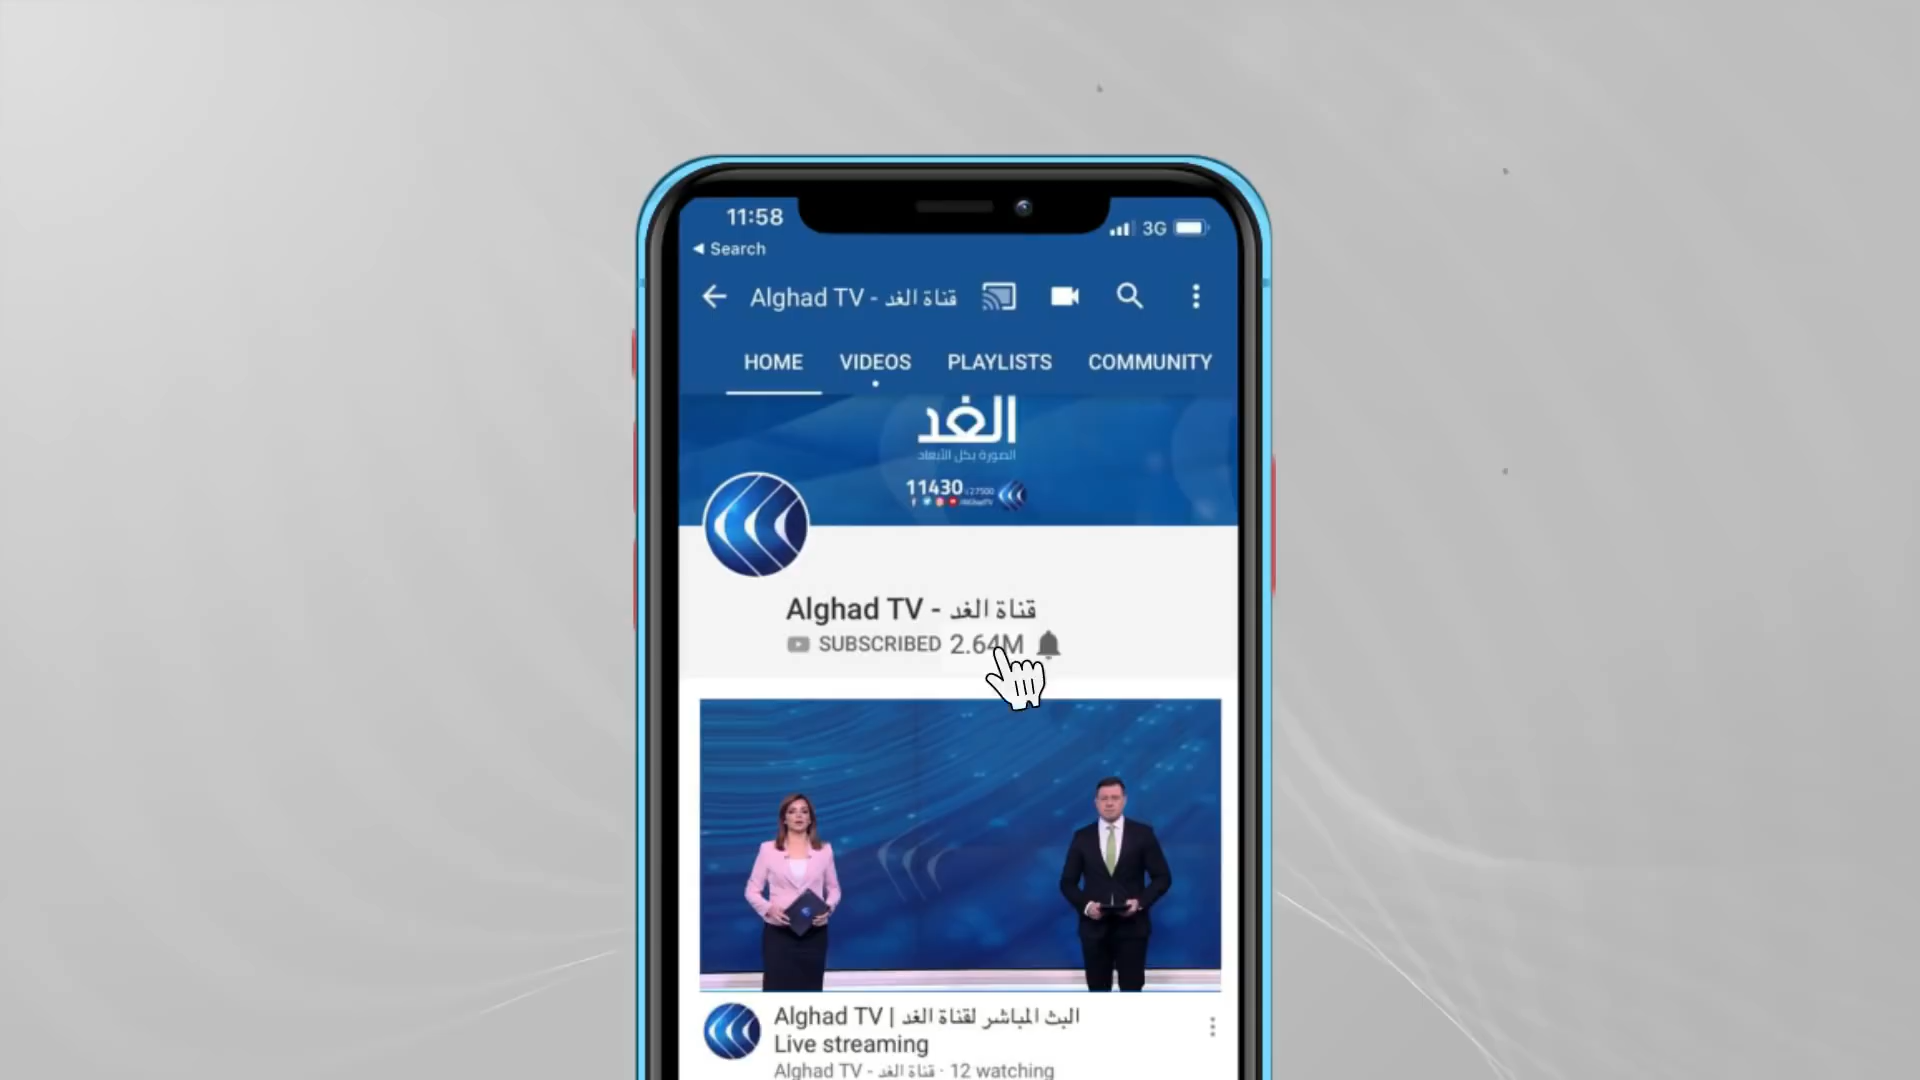 11:58
3G
◀ Search
Alghad TV - قناة الغد
HOME VIDEOS PLAYLISTS COMMUNITY
الغد
الصورة بكل الأبعاد
11430
27500
Alghad TV - قناة الغد
SUBSCRIBED 2.64M
Alghad TV | البث المباشر لقناة الغد
Live streaming
Alghad TV - قناة الغد · 12 watching